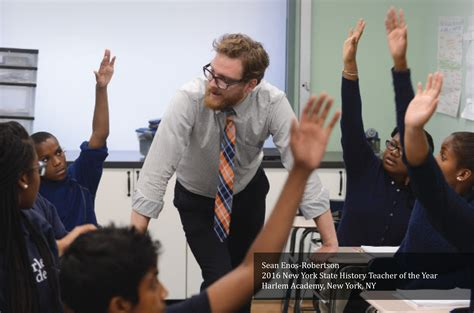 Sean Enos-Robertson
2016 New York State History Teacher of the Year
Harlem Academy, New York, NY